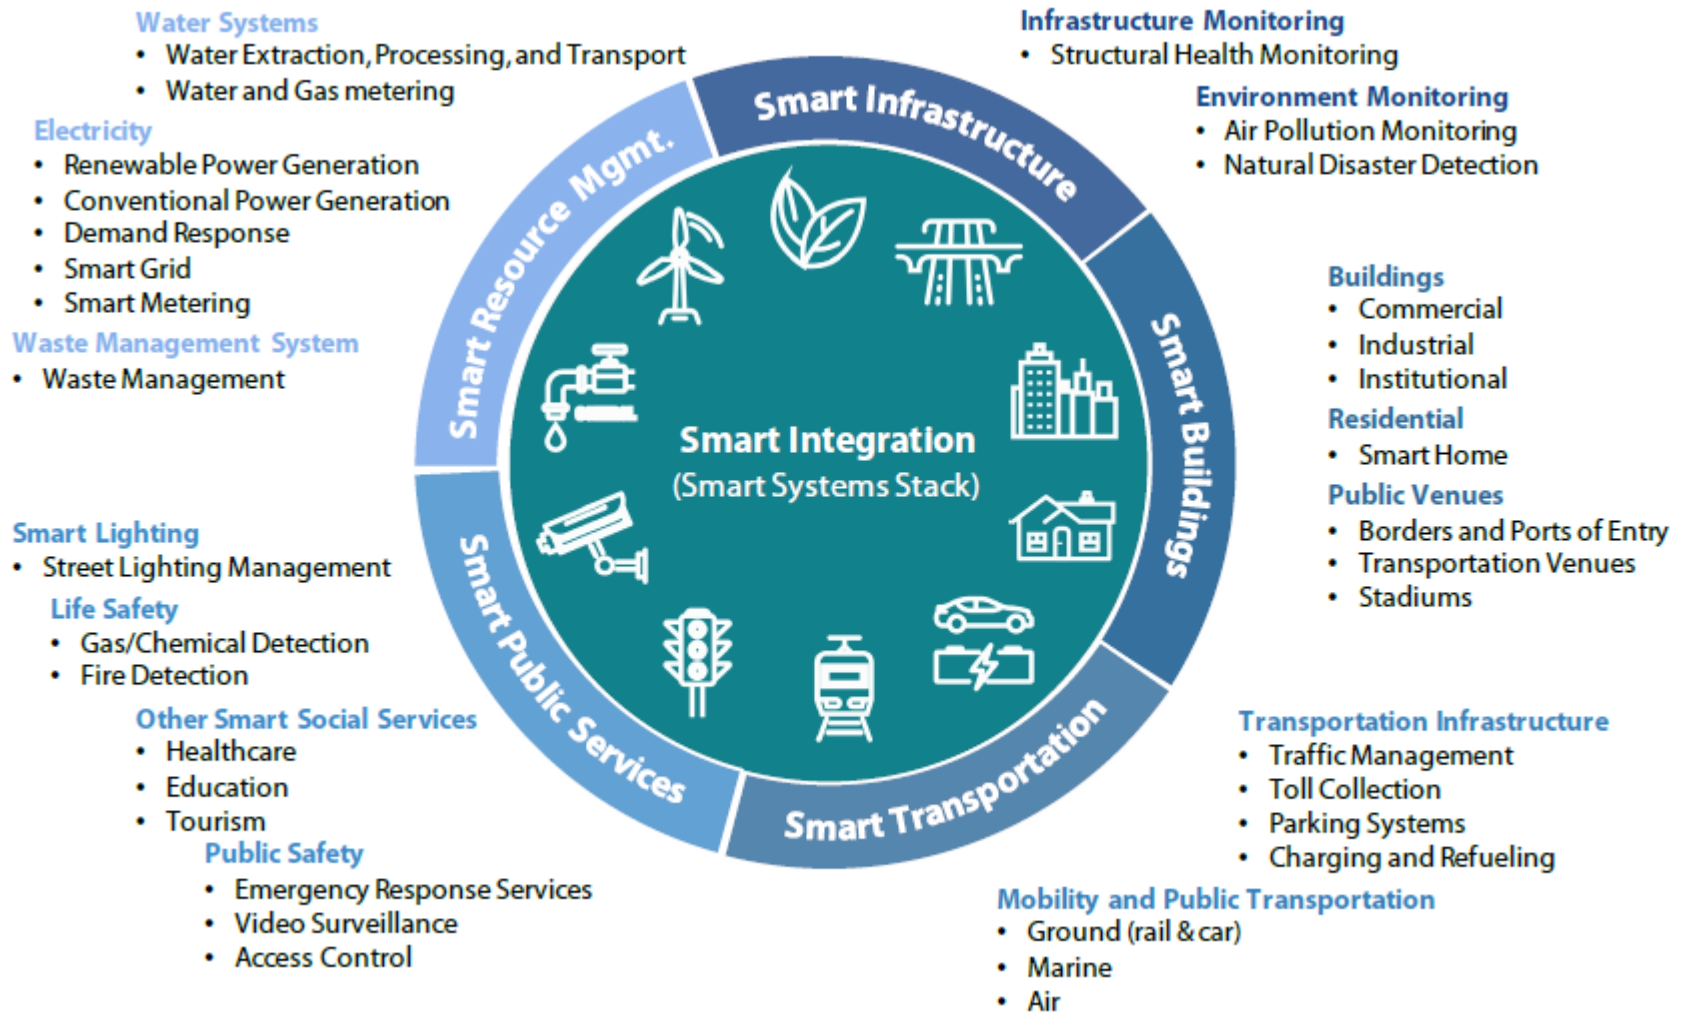 Water Systems
• Water Extraction, Processing, and Transport
• Water and Gas metering
Electricity
• Renewable Power Generation
• Conventional Power Generation
• Demand Response
• Smart Grid
• Smart Metering
Waste Management System
• Waste Management
Smart Resource Mgmt.
Smart Infrastructure
Infrastructure Monitoring
• Structural Health Monitoring
Environment Monitoring
• Air Pollution Monitoring
• Natural Disaster Detection
Smart Buildings
Buildings
• Commercial
• Industrial
• Institutional
Residential
• Smart Home
Public Venues
• Borders and Ports of Entry
• Transportation Venues
• Stadiums
Smart Integration
(Smart Systems Stack)
Smart Lighting
• Street Lighting Management
Life Safety
• Gas/Chemical Detection
• Fire Detection
Other Smart Social Services
• Healthcare
• Education
• Tourism
Public Safety
• Emergency Response Services
• Video Surveillance
• Access Control
Smart Public Services
Smart Transportation
Transportation Infrastructure
• Traffic Management
• Toll Collection
• Parking Systems
• Charging and Refueling
Mobility and Public Transportation
• Ground (rail & car)
• Marine
• Air